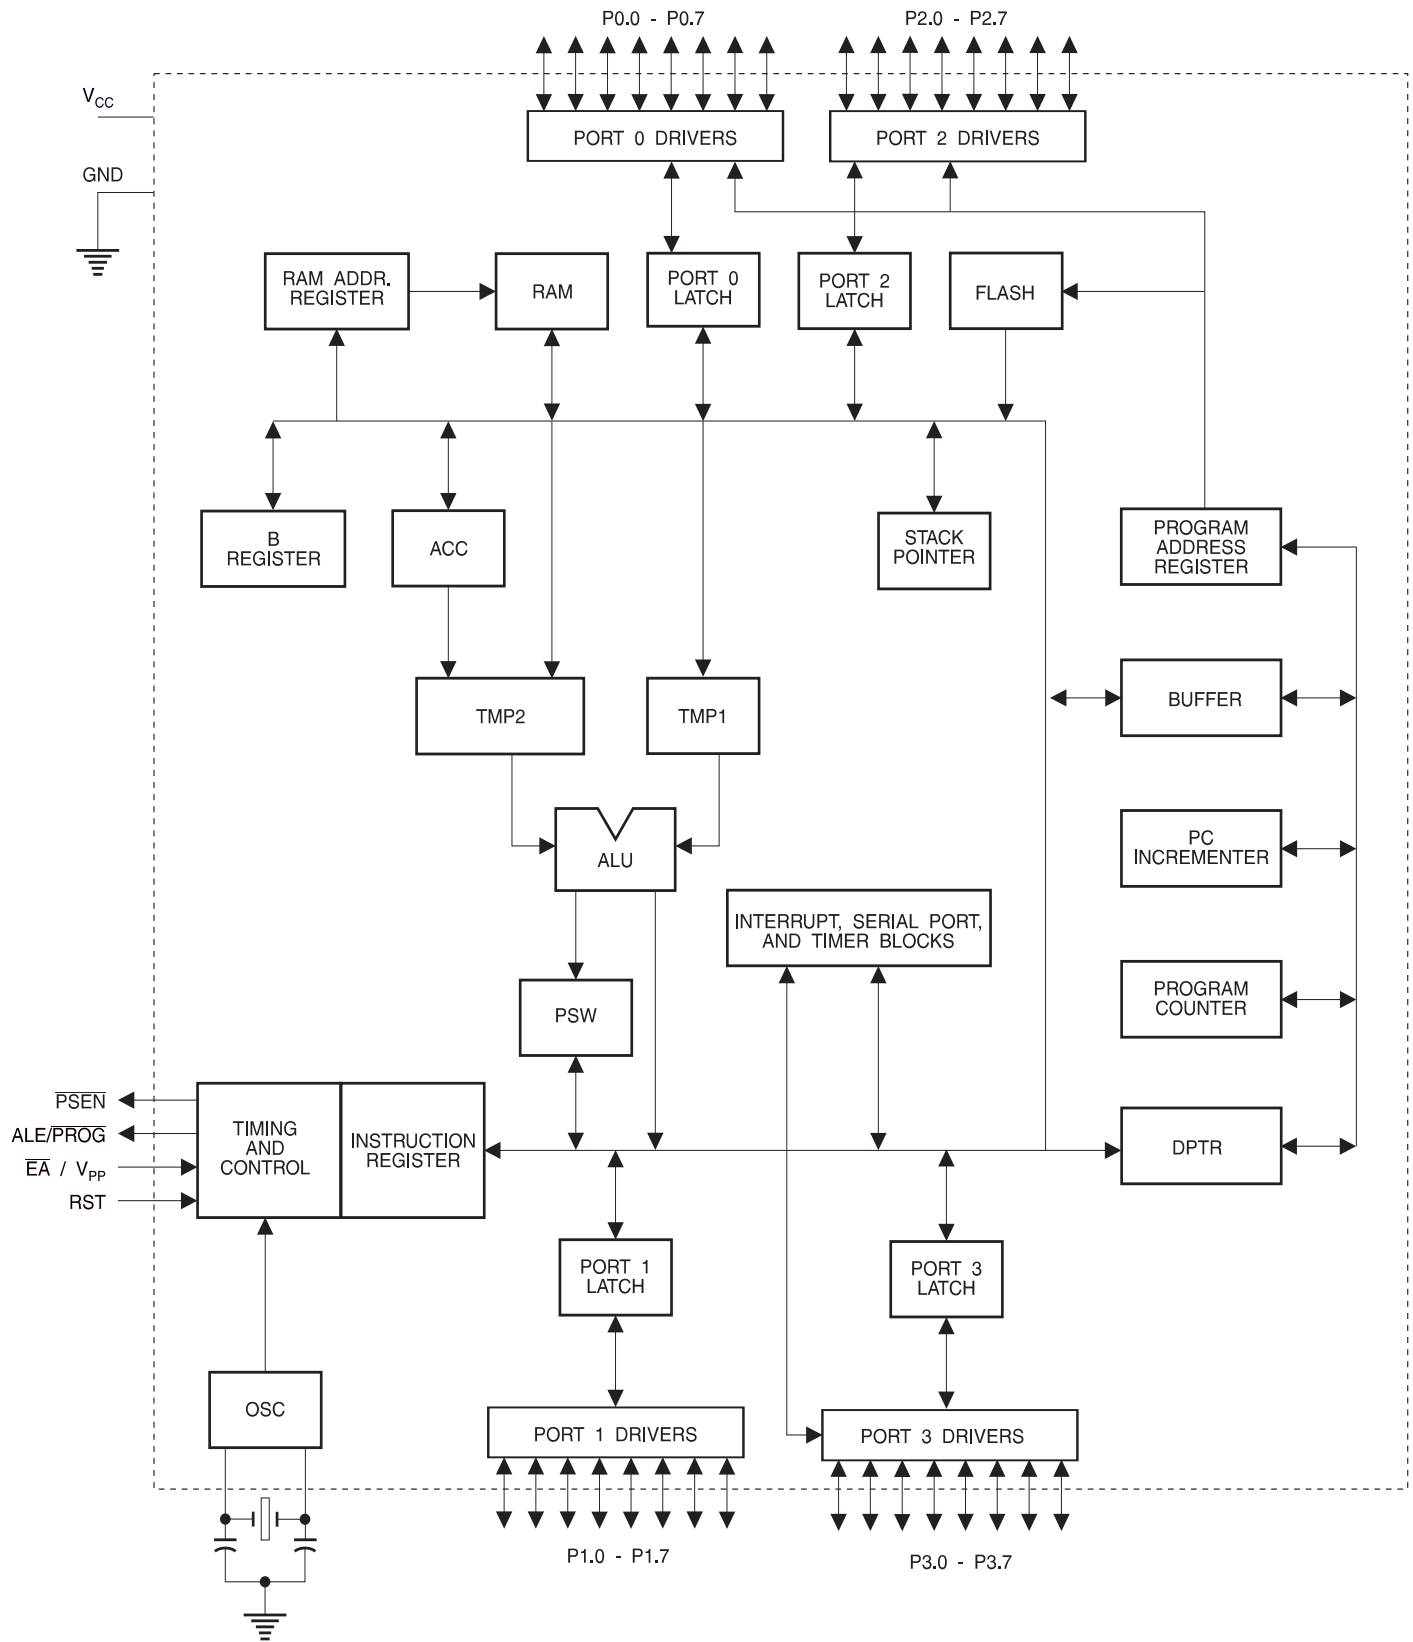 P0.0 - P0.7
P2.0 - P2.7
VCC
GND
PORT 0 DRIVERS
PORT 2 DRIVERS
RAM ADDR.
REGISTER
RAM
PORT 0
LATCH
PORT 2
LATCH
FLASH
B
REGISTER
ACC
STACK
POINTER
PROGRAM
ADDRESS
REGISTER
TMP2
TMP1
BUFFER
ALU
PC
INCREMENTER
INTERRUPT, SERIAL PORT,
AND TIMER BLOCKS
PSW
PROGRAM
COUNTER
PSEN
ALE/PROG
EA / VPP
RST
TIMING
AND
CONTROL
INSTRUCTION
REGISTER
DPTR
PORT 1
LATCH
PORT 3
LATCH
OSC
PORT 1 DRIVERS
PORT 3 DRIVERS
P1.0 - P1.7
P3.0 - P3.7